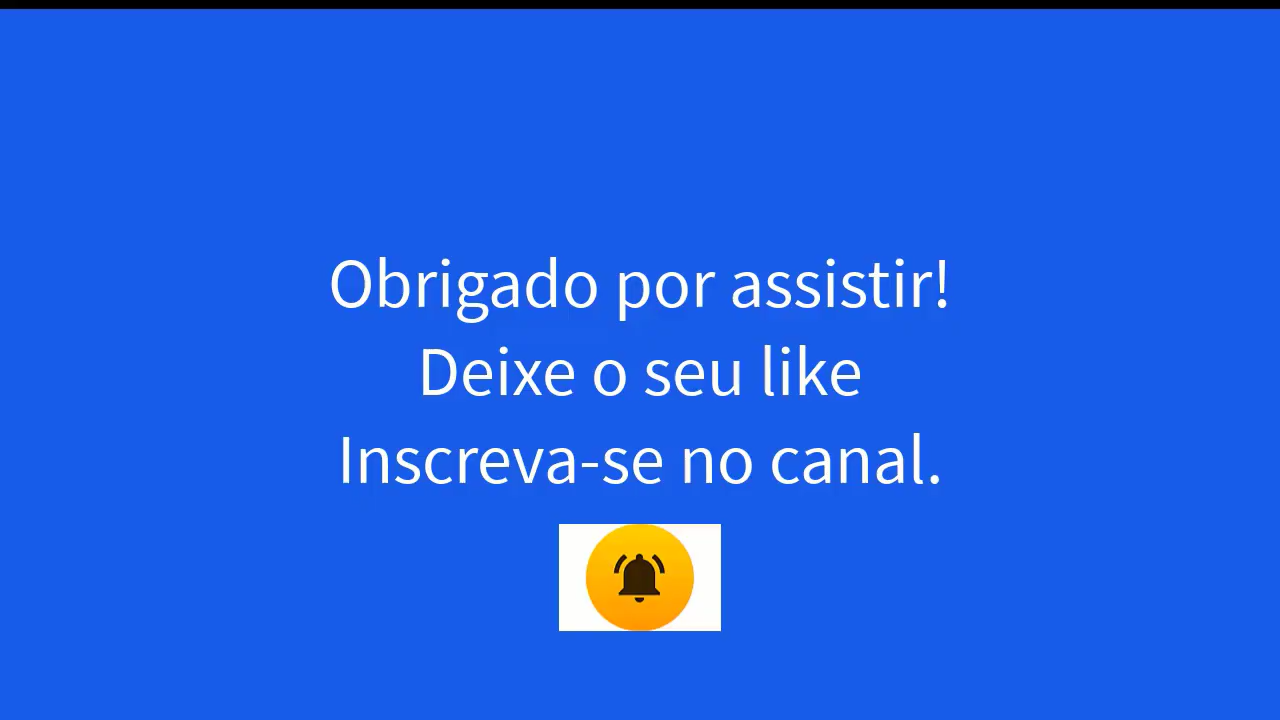 Obrigado por assistir!
Deixe o seu like
Inscreva-se no canal.